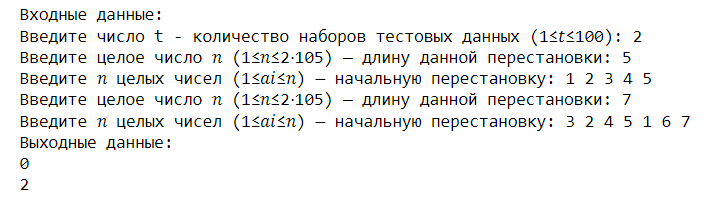 Входные данные:
Введите число t - количество наборов тестовых данных (1≤t≤100): 2
Введите целое число n (1≤n≤2·105) — длину данной перестановки: 5
Введите n целых чисел (1≤ai≤n) — начальную перестановку: 1 2 3 4 5
Введите целое число n (1≤n≤2·105) — длину данной перестановки: 7
Введите n целых чисел (1≤ai≤n) — начальную перестановку: 3 2 4 5 1 6 7
Выходные данные:
0
2